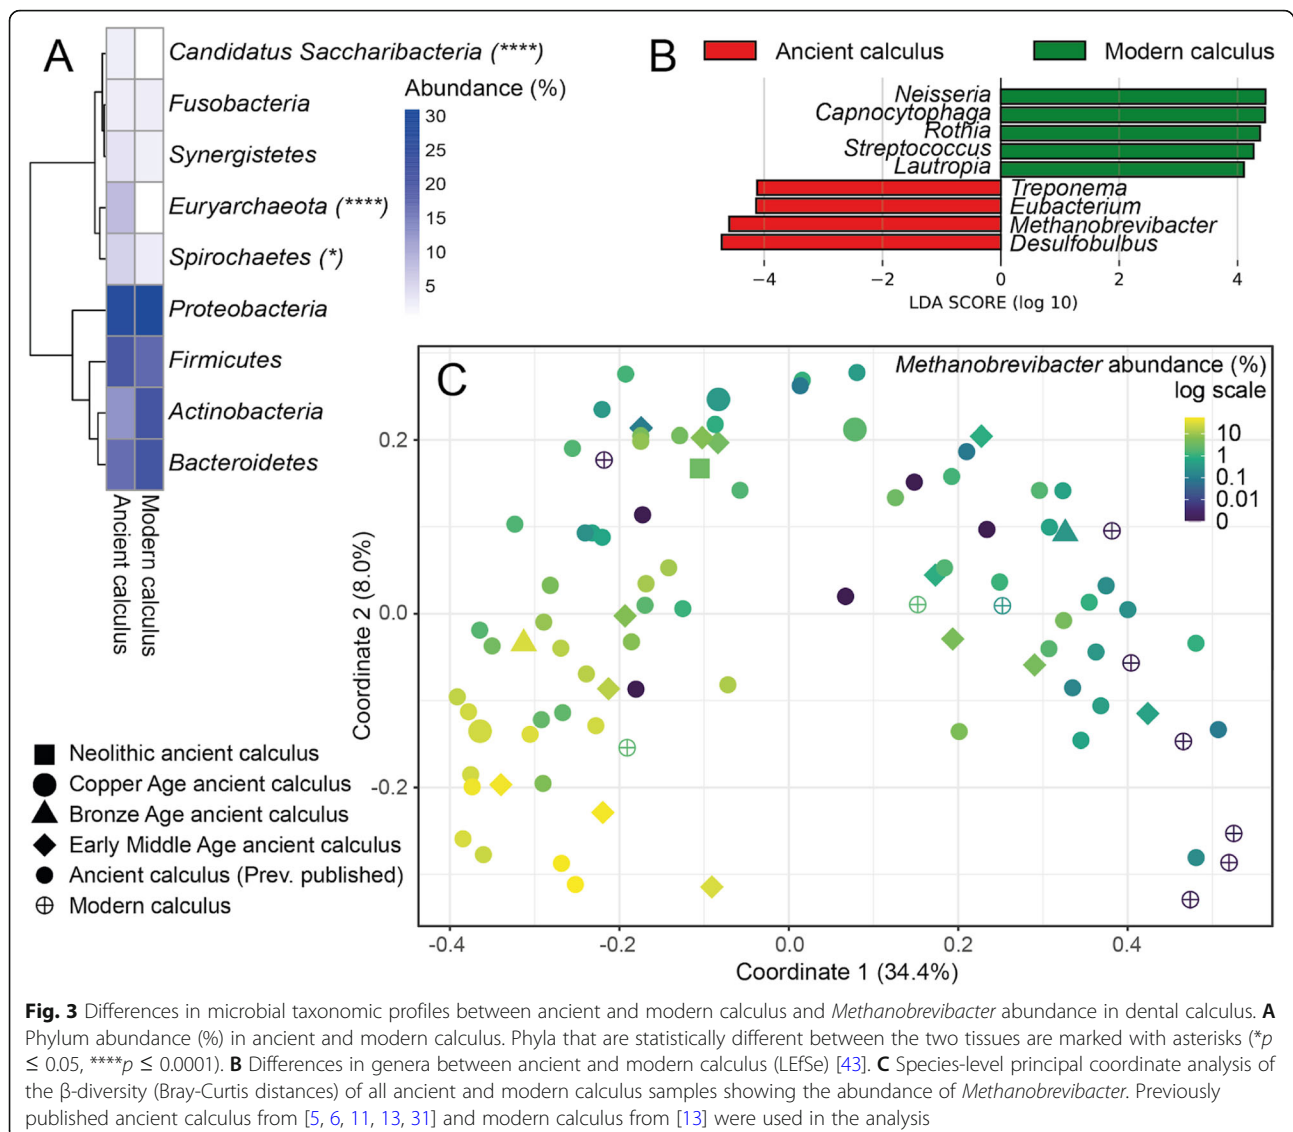 A
Candidatus Saccharibacteria (****)
Fusobacteria
Synergistetes
Euryarchaeota (****)
Spirochaetes (*)
Proteobacteria
Firmicutes
Actinobacteria
Bacteroidetes
Ancient calculus
Modern calculus
Abundance (%)
30
25
20
15
10
5
B
Ancient calculus
Modern calculus
Neisseria
Capnocytophaga
Rothia
Streptococcus
Lautropia
Treponema
Eubacterium
Methanobrevibacter
Desulfobulbus
−4 −2 0 2 4
LDA SCORE (log 10)
C
Methanobrevibacter abundance (%)
log scale
10
1
0.1
0.01
0
Coordinate 2 (8.0%)
0.2
0.0
-0.2
-0.4 -0.2 0.0 0.2 0.4
Coordinate 1 (34.4%)
Neolithic ancient calculus
Copper Age ancient calculus
Bronze Age ancient calculus
Early Middle Age ancient calculus
Ancient calculus (Prev. published)
Modern calculus
Fig. 3 Differences in microbial taxonomic profiles between ancient and modern calculus and Methanobrevibacter abundance in dental calculus. A
Phylum abundance (%) in ancient and modern calculus. Phyla that are statistically different between the two tissues are marked with asterisks (*p
≤ 0.05, ****p ≤ 0.0001). B Differences in genera between ancient and modern calculus (LEfSe) [43]. C Species-level principal coordinate analysis of
the β-diversity (Bray-Curtis distances) of all ancient and modern calculus samples showing the abundance of Methanobrevibacter. Previously
published ancient calculus from [5, 6, 11, 13, 31] and modern calculus from [13] were used in the analysis